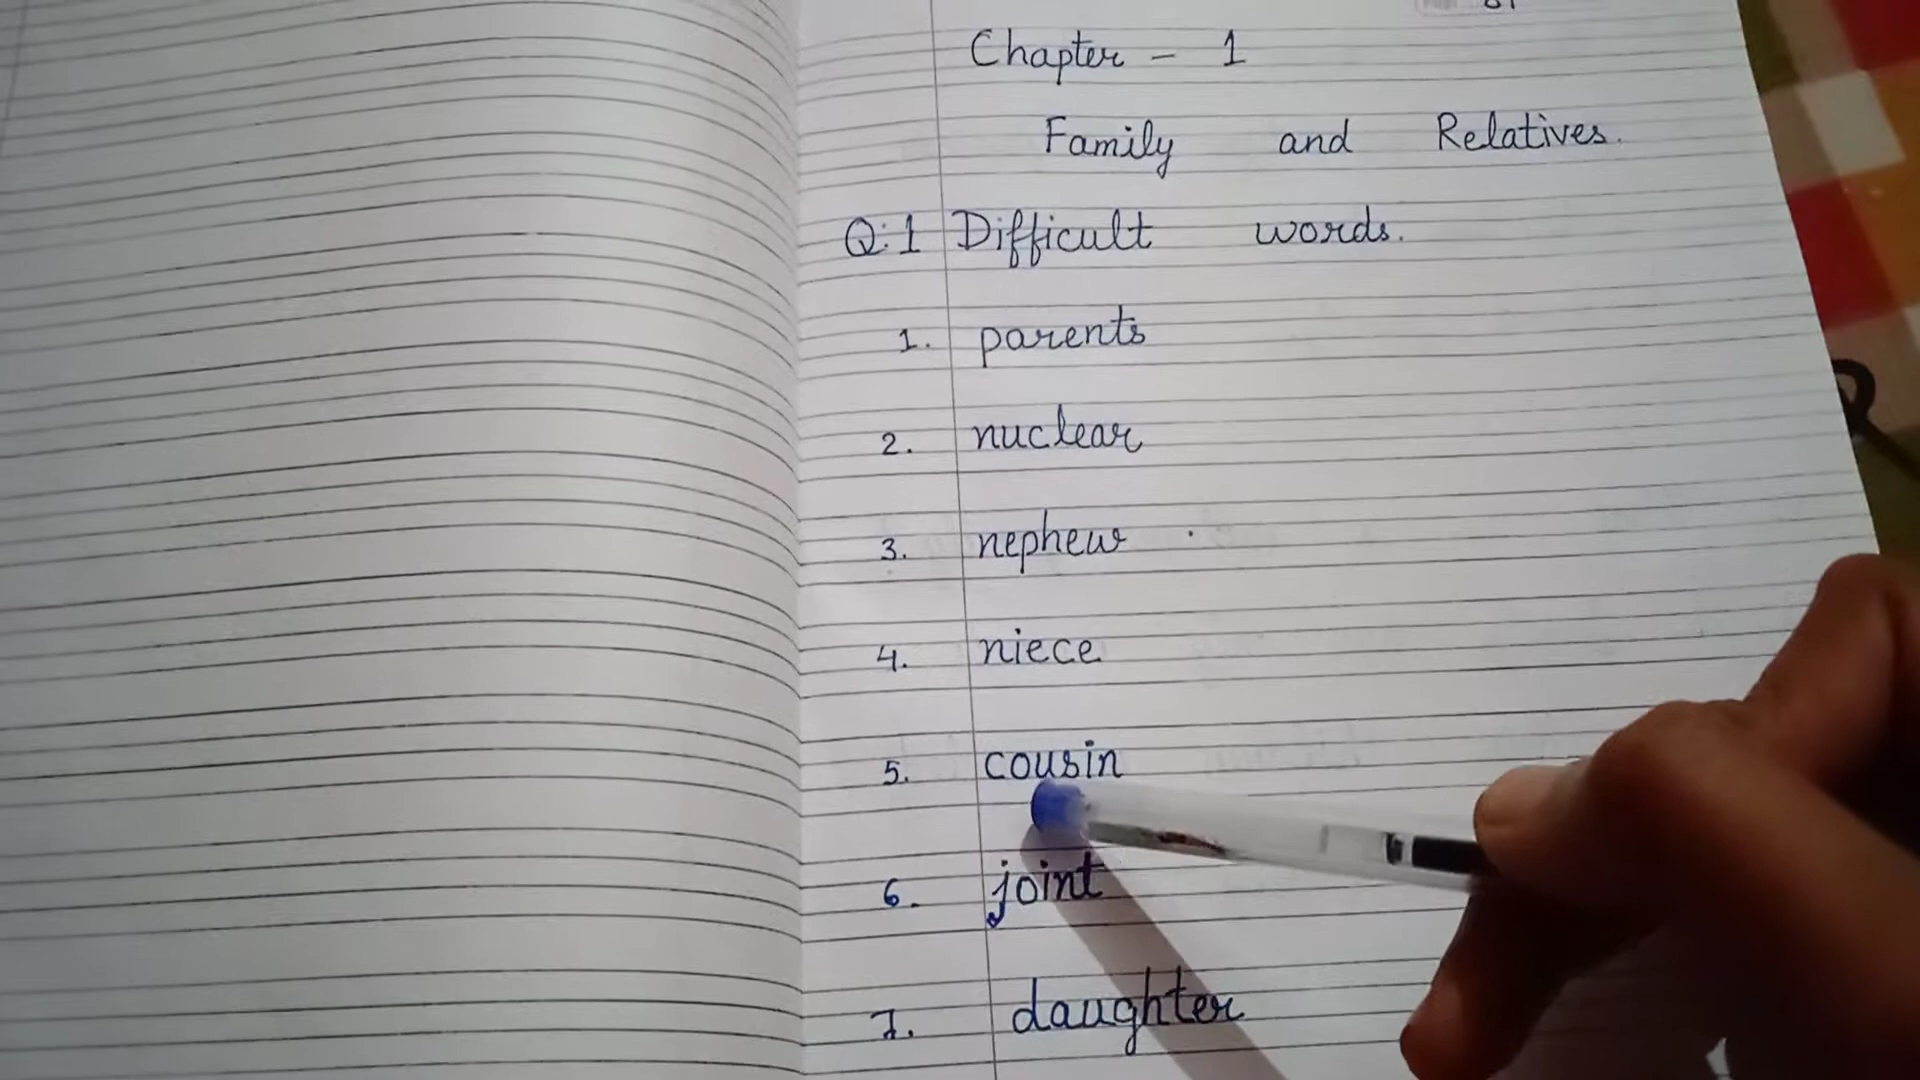 Chapter - 1
Family and Relatives.
Q:1 Difficult words.
1. parents
2. nuclear
3. nephew
4. niece
5. cousin
6. joint
7. daughter